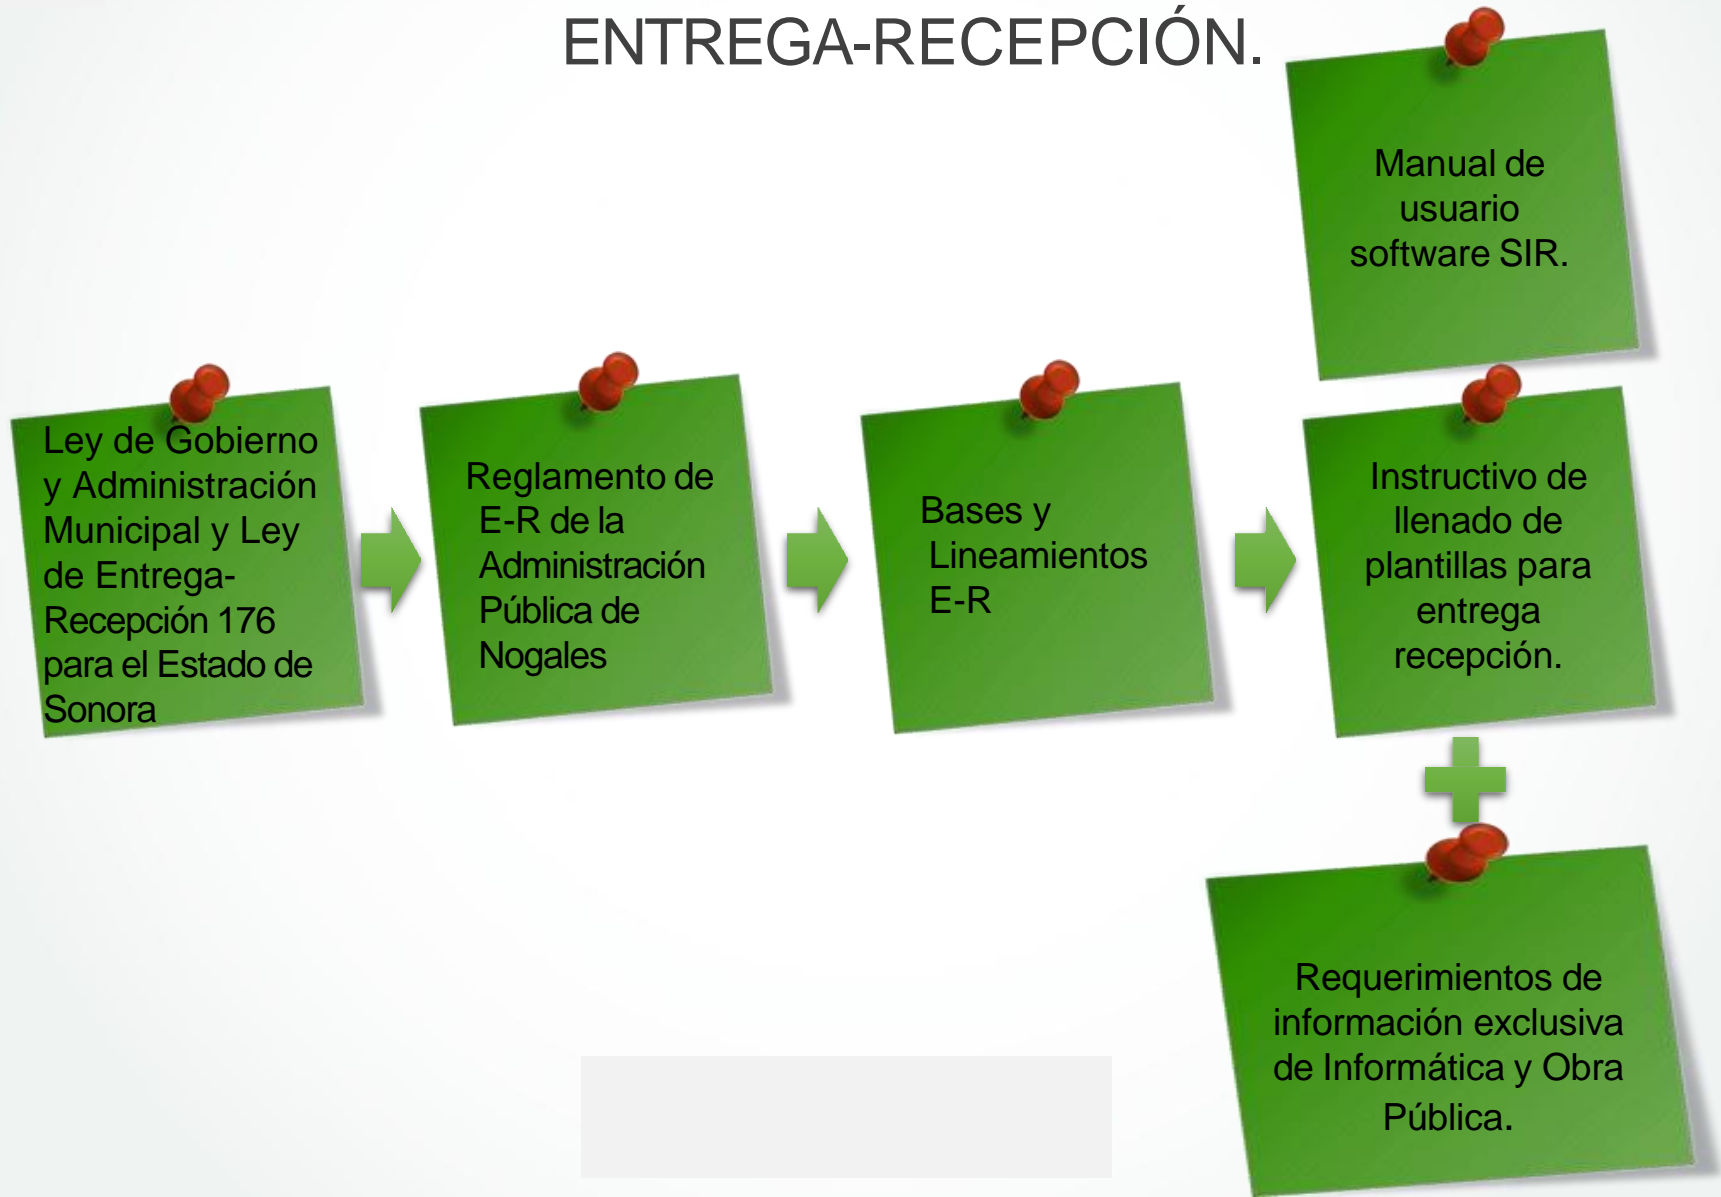 ENTREGA-RECEPCIÓN.
Manual de
usuario
software SIR.
Ley de Gobierno
y Administración
Municipal y Ley
de Entrega-
Recepción 176
para el Estado de
Sonora
Reglamento de
E-R de la
Administración
Pública de
Nogales
Bases y
Lineamientos
E-R
Instructivo de
llenado de
plantillas para
entrega
recepción.
Requerimientos de
información exclusiva
de Informática y Obra
Pública.